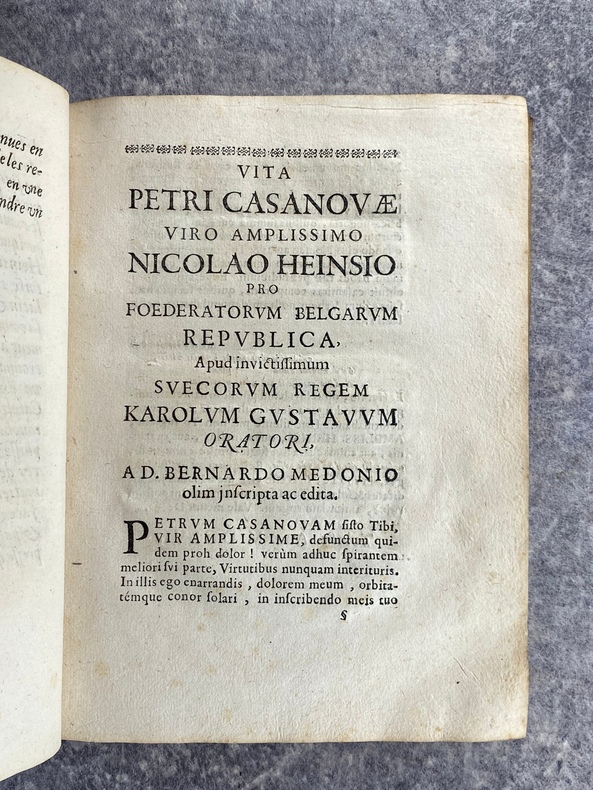 nues en
les re-
en vne
ndre vn
VITA
PETRI CASANOVÆ
VIRO AMPLISSIMO
NICOLAO HEINSIO
PRO
FOEDERATORVM BELGARVM
REPVBLICA,
Apud invictiſſimum
SVECORVM REGEM
KAROLVM GVSTAVVM
ORATORI,
A D. BERNARDO MEDONIO
olim jnſcripta ac edita.
PETRVM CASANOVAM ſiſto Tibi,
VIR AMPLISSIME, defunctum qui-
dem proh dolor ! verùm adhuc ſpirantem
meliori ſvi parte, Virtutibus nunquam interituris.
In illis ego enarrandis , dolorem meum , orbita-
témque conor ſolari , in inſcribendo meis tuo
§